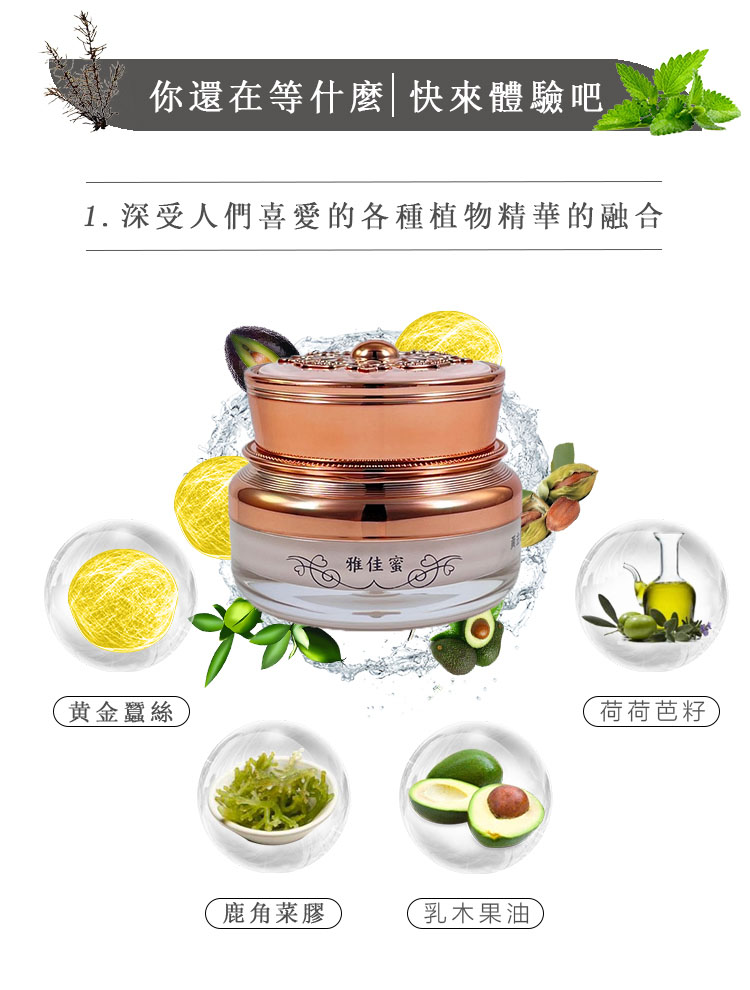 你還在等什麼|快來體驗吧
1.深受人們喜愛的各種植物精華的融合
雅佳蜜
黃金蠶絲
荷荷芭籽
鹿角菜膠
乳木果油